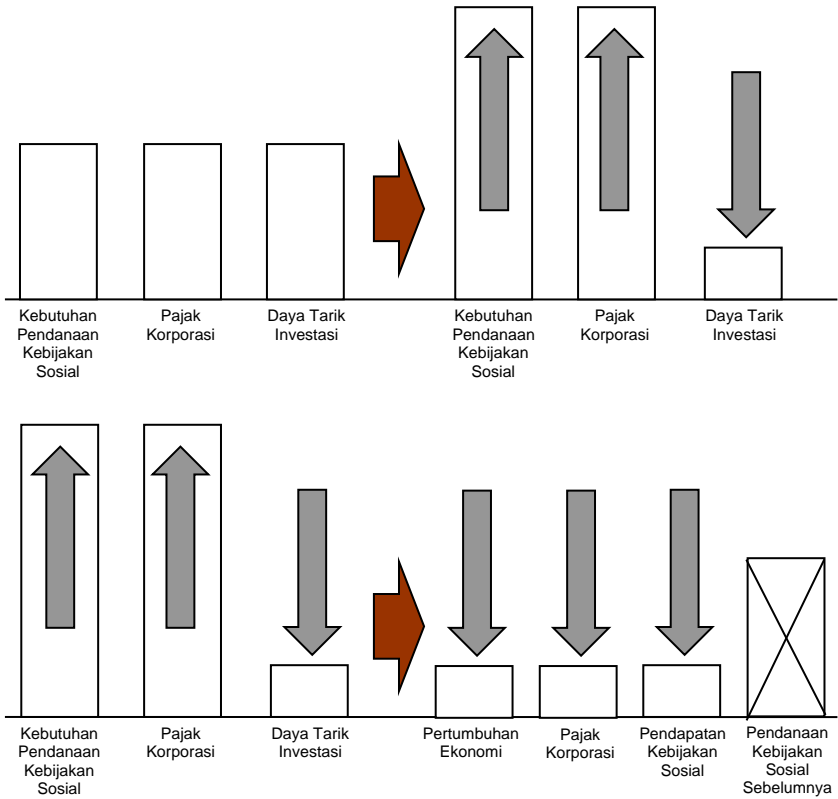 Kebutuhan
Pendanaan
Kebijakan
Sosial
Pajak
Korporasi
Daya Tarik
Investasi
Kebutuhan
Pendanaan
Kebijakan
Sosial
Pajak
Korporasi
Daya Tarik
Investasi
Kebutuhan
Pendanaan
Kebijakan
Sosial
Pajak
Korporasi
Daya Tarik
Investasi
Pertumbuhan
Ekonomi
Pajak
Korporasi
Pendapatan
Kebijakan
Sosial
Pendanaan
Kebijakan
Sosial
Sebelumnya